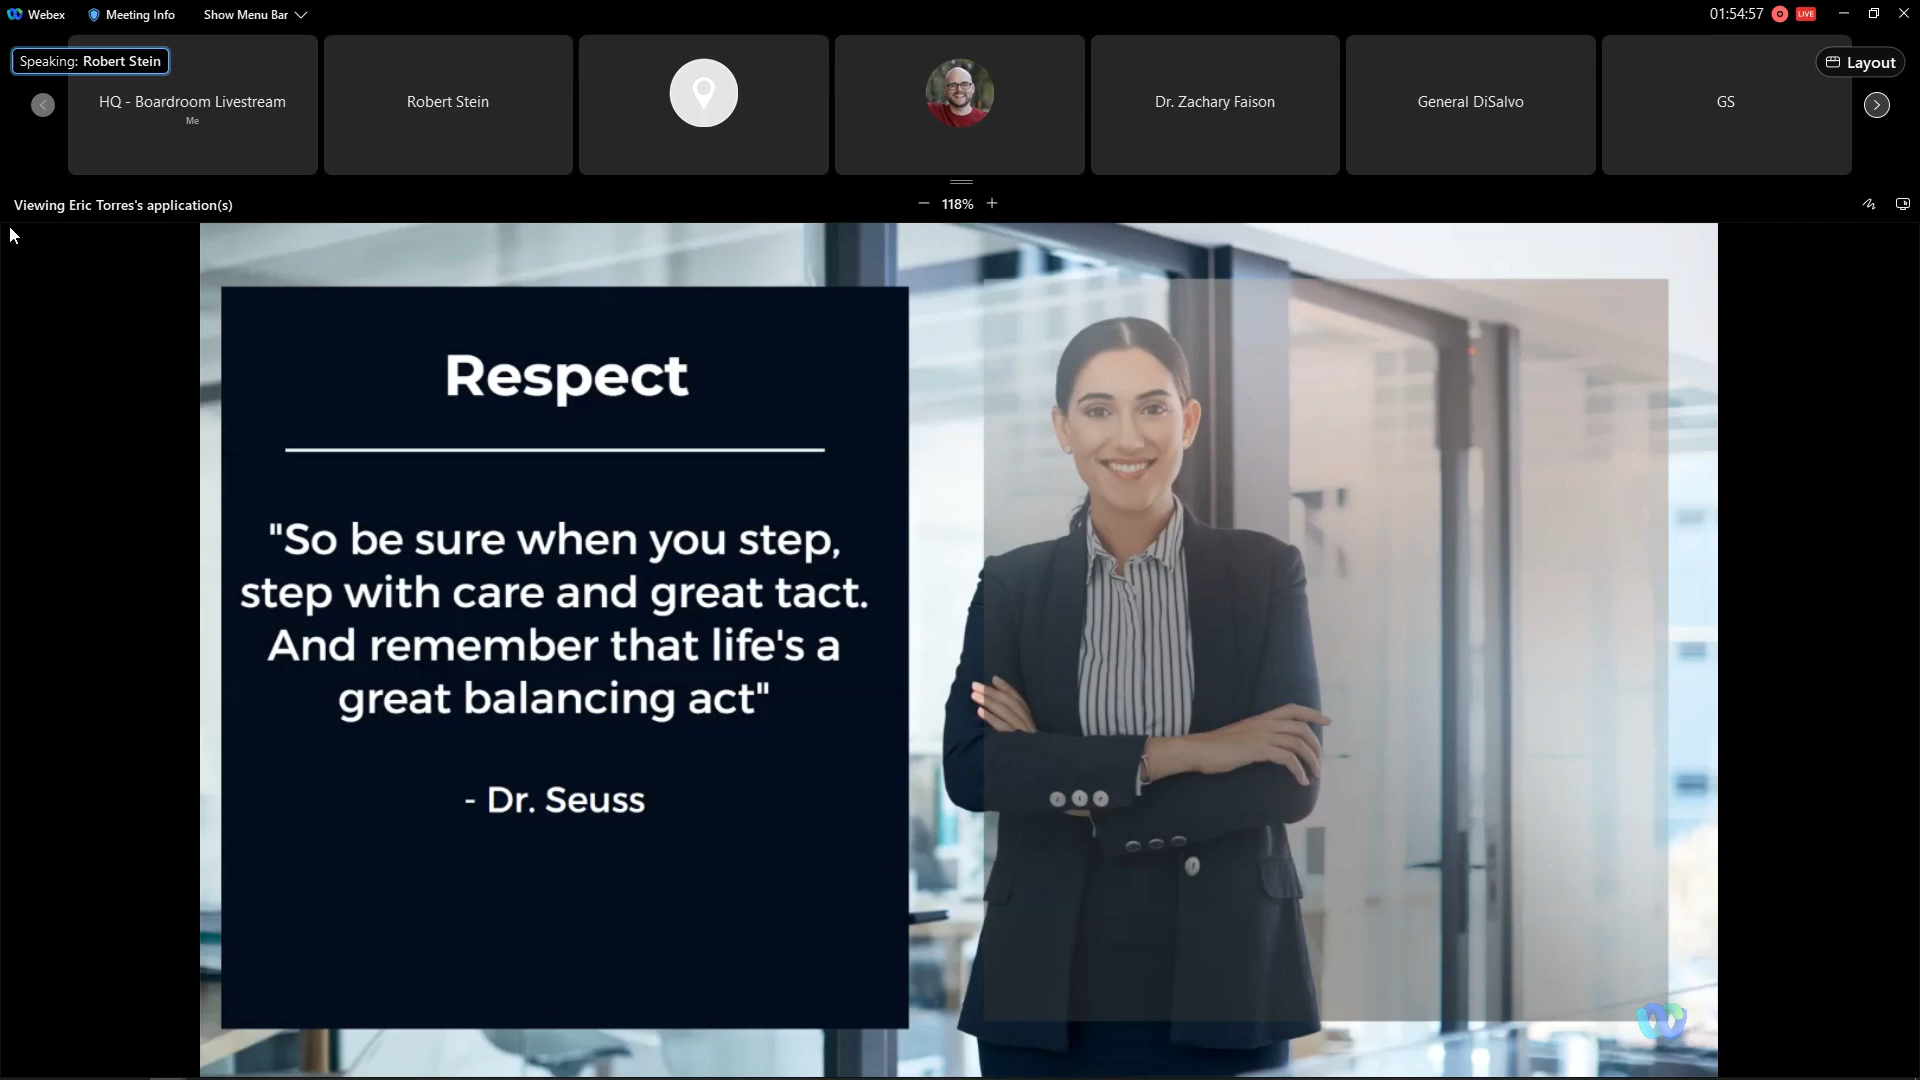 Webex
Meeting Info
Show Menu Bar
01:54:57
LIVE
Speaking: Robert Stein
Layout
HQ - Boardroom Livestream
Me
Robert Stein
Dr. Zachary Faison
General DiSalvo
GS
Viewing Eric Torres's application(s)
118%
Respect
"So be sure when you step,
step with care and great tact.
And remember that life's a
great balancing act"
- Dr. Seuss